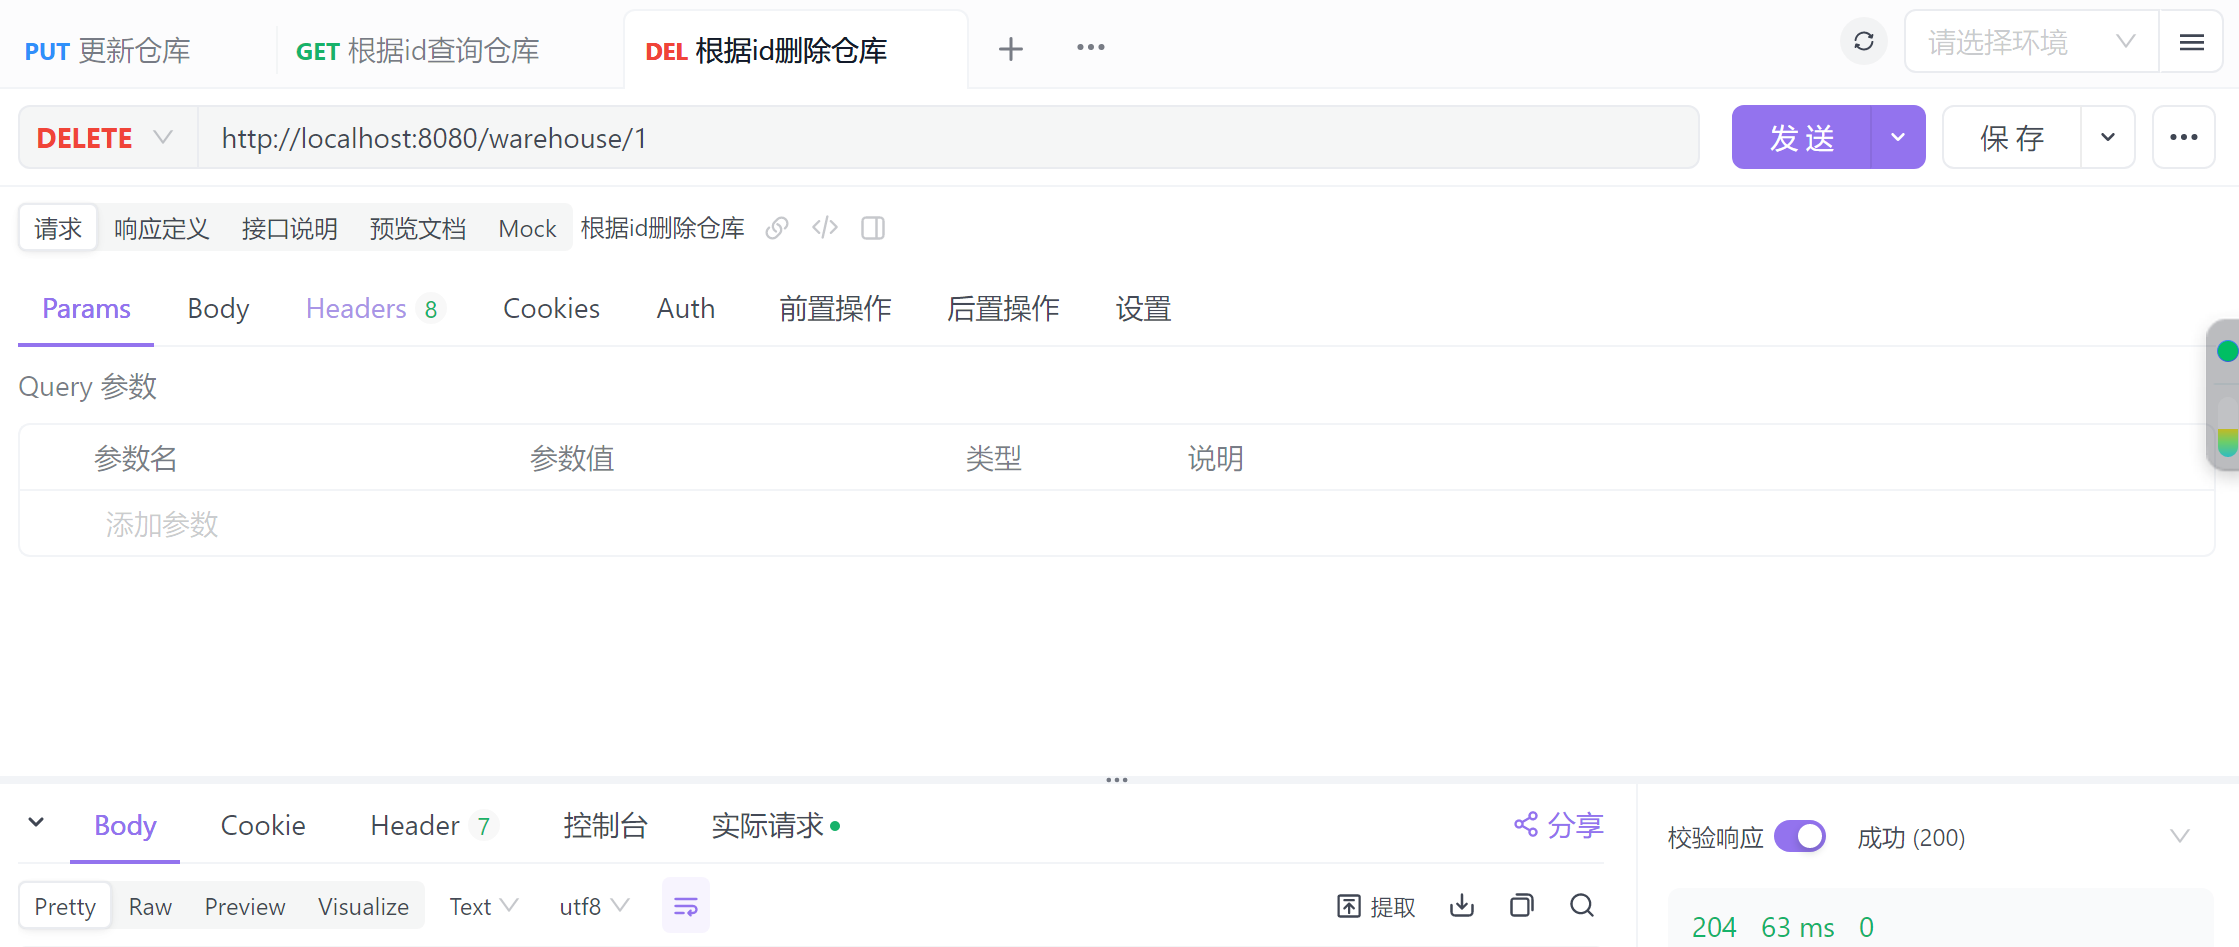 PUT 更新仓库 GET 根据id查询仓库 DEL 根据id删除仓库 请选择环境
DELETE http://localhost:8080/warehouse/1 发送 保存
请求 响应定义 接口说明 预览文档 Mock 根据id删除仓库
Params Body Headers 8 Cookies Auth 前置操作 后置操作 设置
Query 参数
参数名 参数值 类型 说明
添加参数
Body Cookie Header 7 控制台 实际请求 分享
校验响应 成功 (200)
Pretty Raw Preview Visualize Text utf8 提取
204 63 ms 0